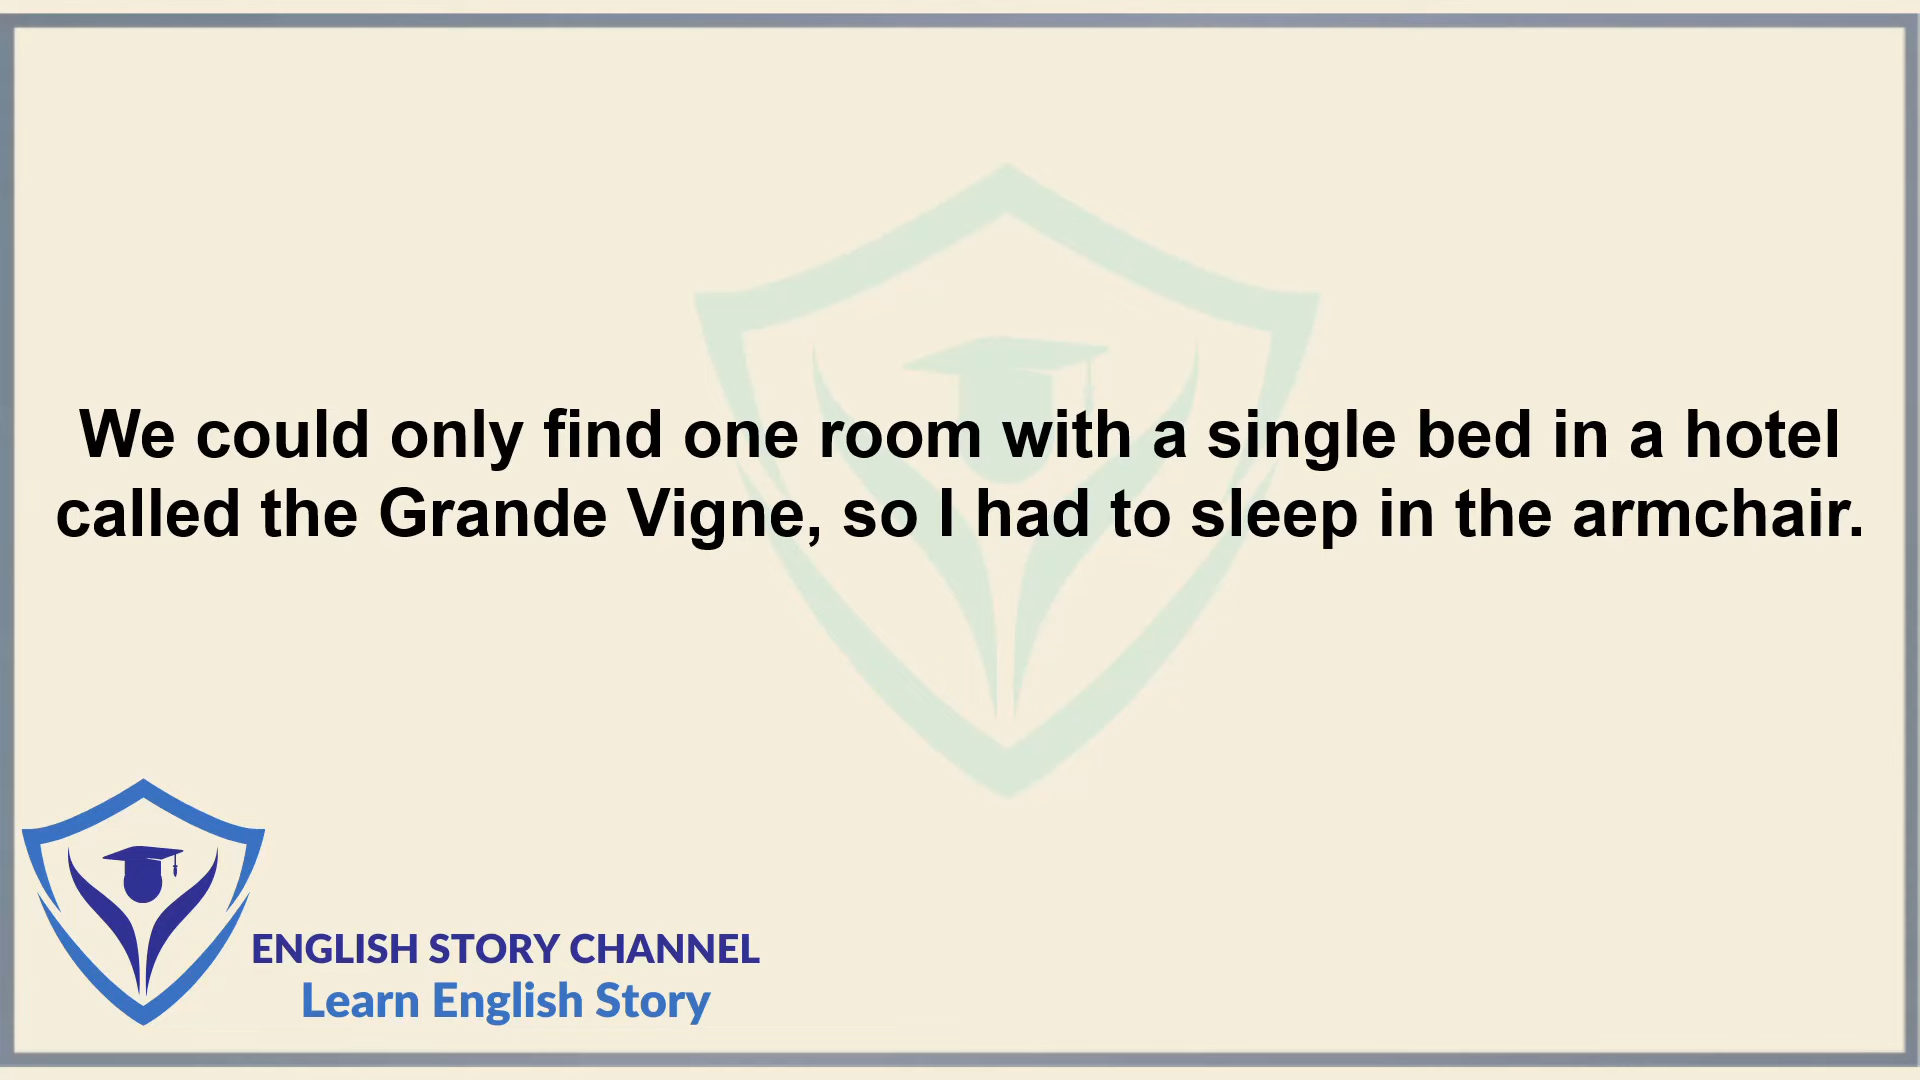 We could only find one room with a single bed in a hotel
called the Grande Vigne, so I had to sleep in the armchair.
ENGLISH STORY CHANNEL
Learn English Story